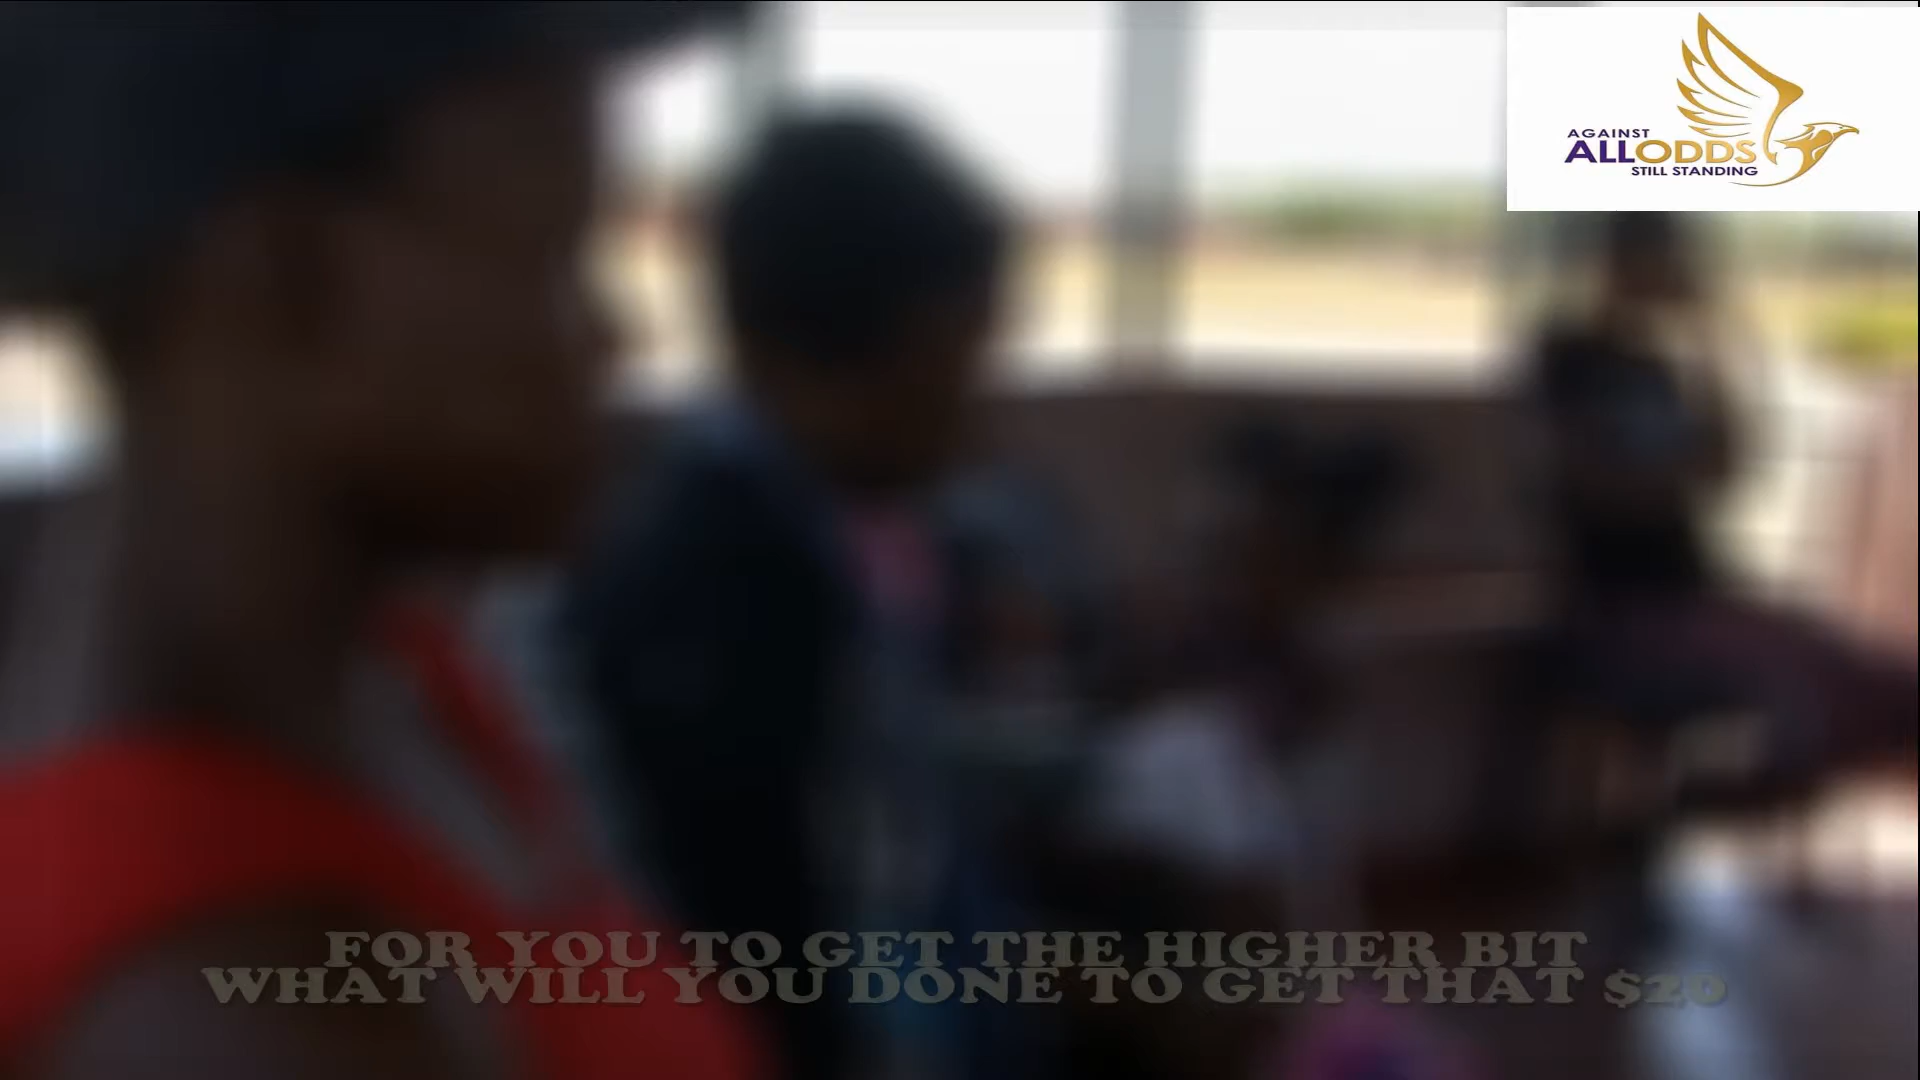 AGAINST
ALLODDS
STILL STANDING
FOR YOU TO GET THE HIGHER BIT
WHAT WILL YOU DONE TO GET THAT $20